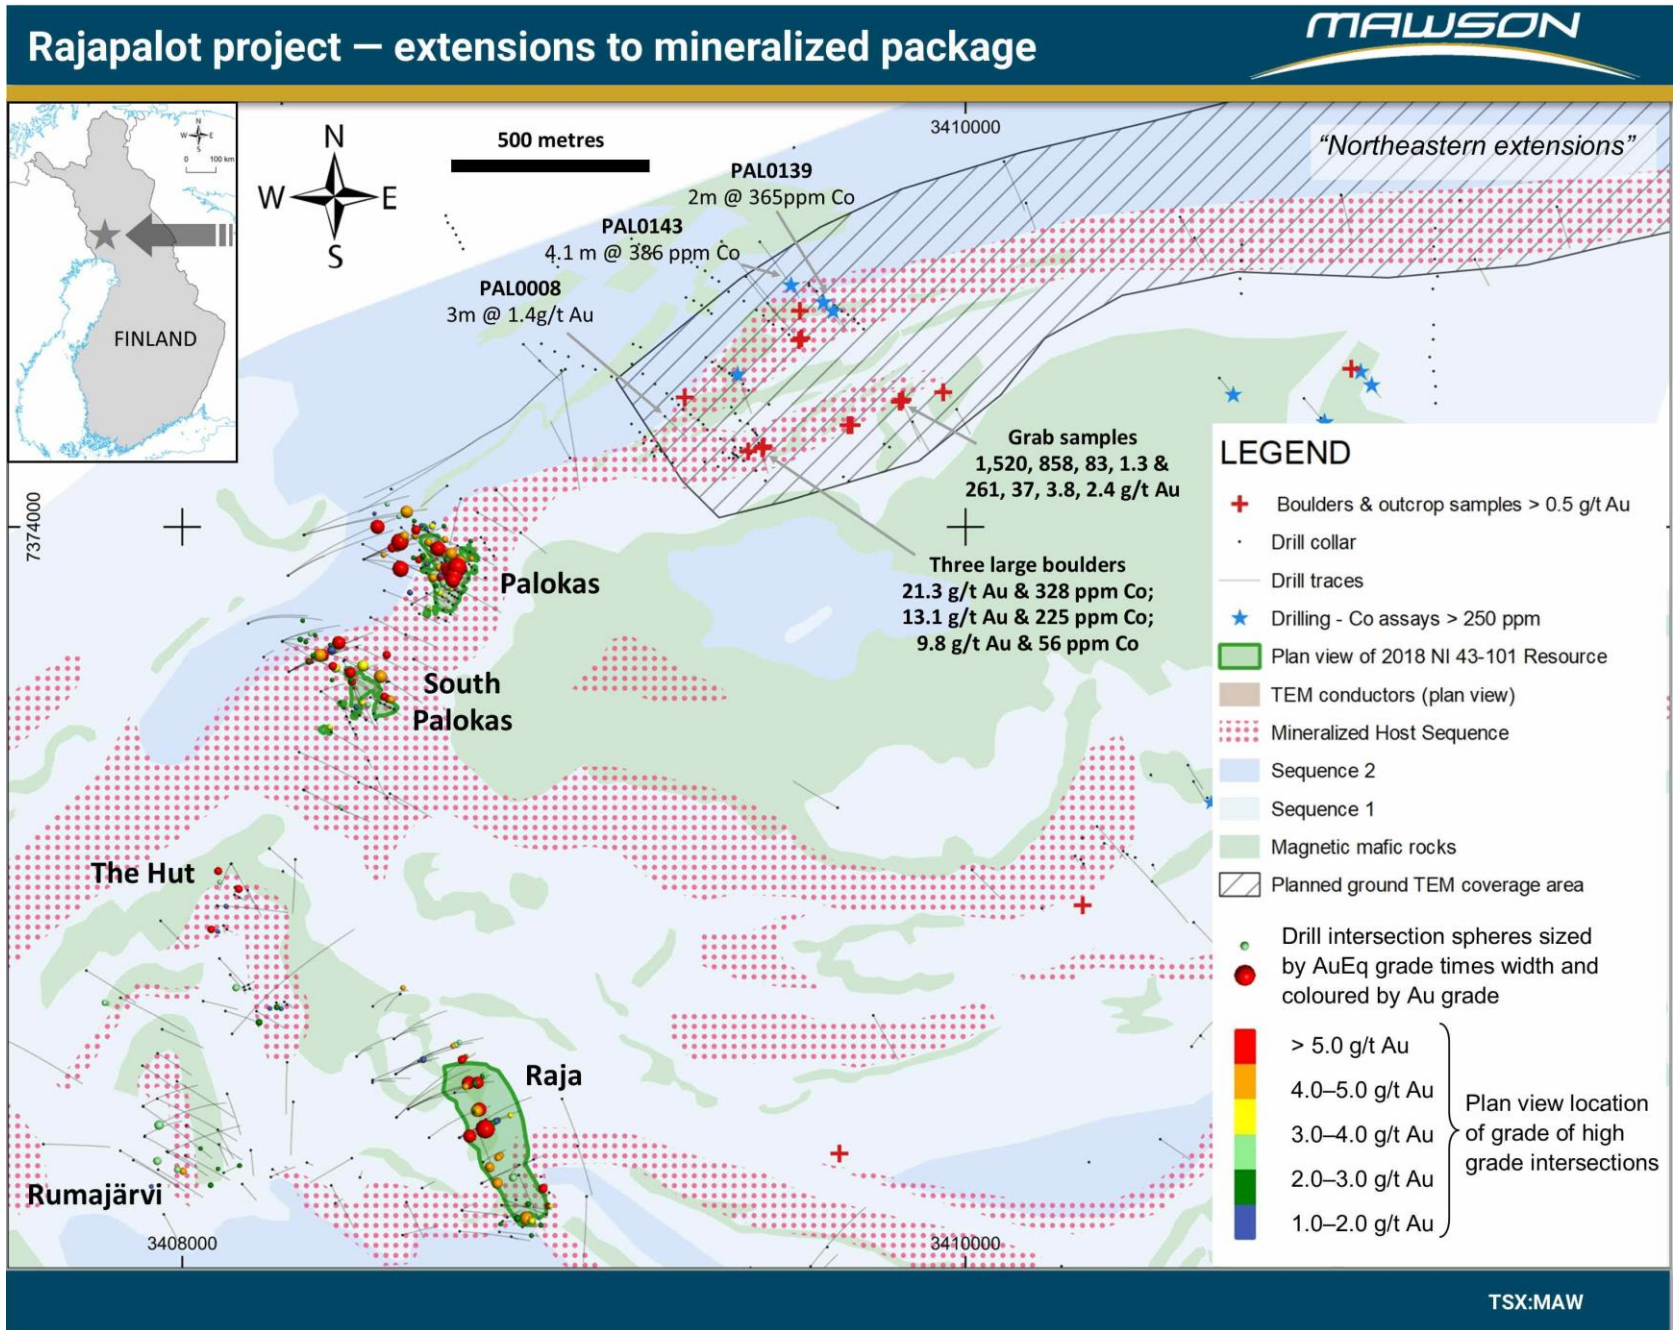 Rajapalot project — extensions to mineralized package
MAWSON
N
W E
S
0 100 km
FINLAND
N
W E
S
500 metres
3410000
"Northeastern extensions"
PAL0139
2m @ 365ppm Co
PAL0143
4.1 m @ 386 ppm Co
PAL0008
3m @ 1.4g/t Au
Grab samples
1,520, 858, 83, 1.3 &
261, 37, 3.8, 2.4 g/t Au
7374000
Three large boulders
21.3 g/t Au & 328 ppm Co;
13.1 g/t Au & 225 ppm Co;
9.8 g/t Au & 56 ppm Co
Palokas
South
Palokas
The Hut
Raja
Rumajärvi
3408000
3410000
LEGEND
Boulders & outcrop samples > 0.5 g/t Au
Drill collar
Drill traces
Drilling - Co assays > 250 ppm
Plan view of 2018 NI 43-101 Resource
TEM conductors (plan view)
Mineralized Host Sequence
Sequence 2
Sequence 1
Magnetic mafic rocks
Planned ground TEM coverage area
Drill intersection spheres sized
by AuEq grade times width and
coloured by Au grade
> 5.0 g/t Au
4.0–5.0 g/t Au
3.0–4.0 g/t Au
2.0–3.0 g/t Au
1.0–2.0 g/t Au
Plan view location
of grade of high
grade intersections
TSX:MAW